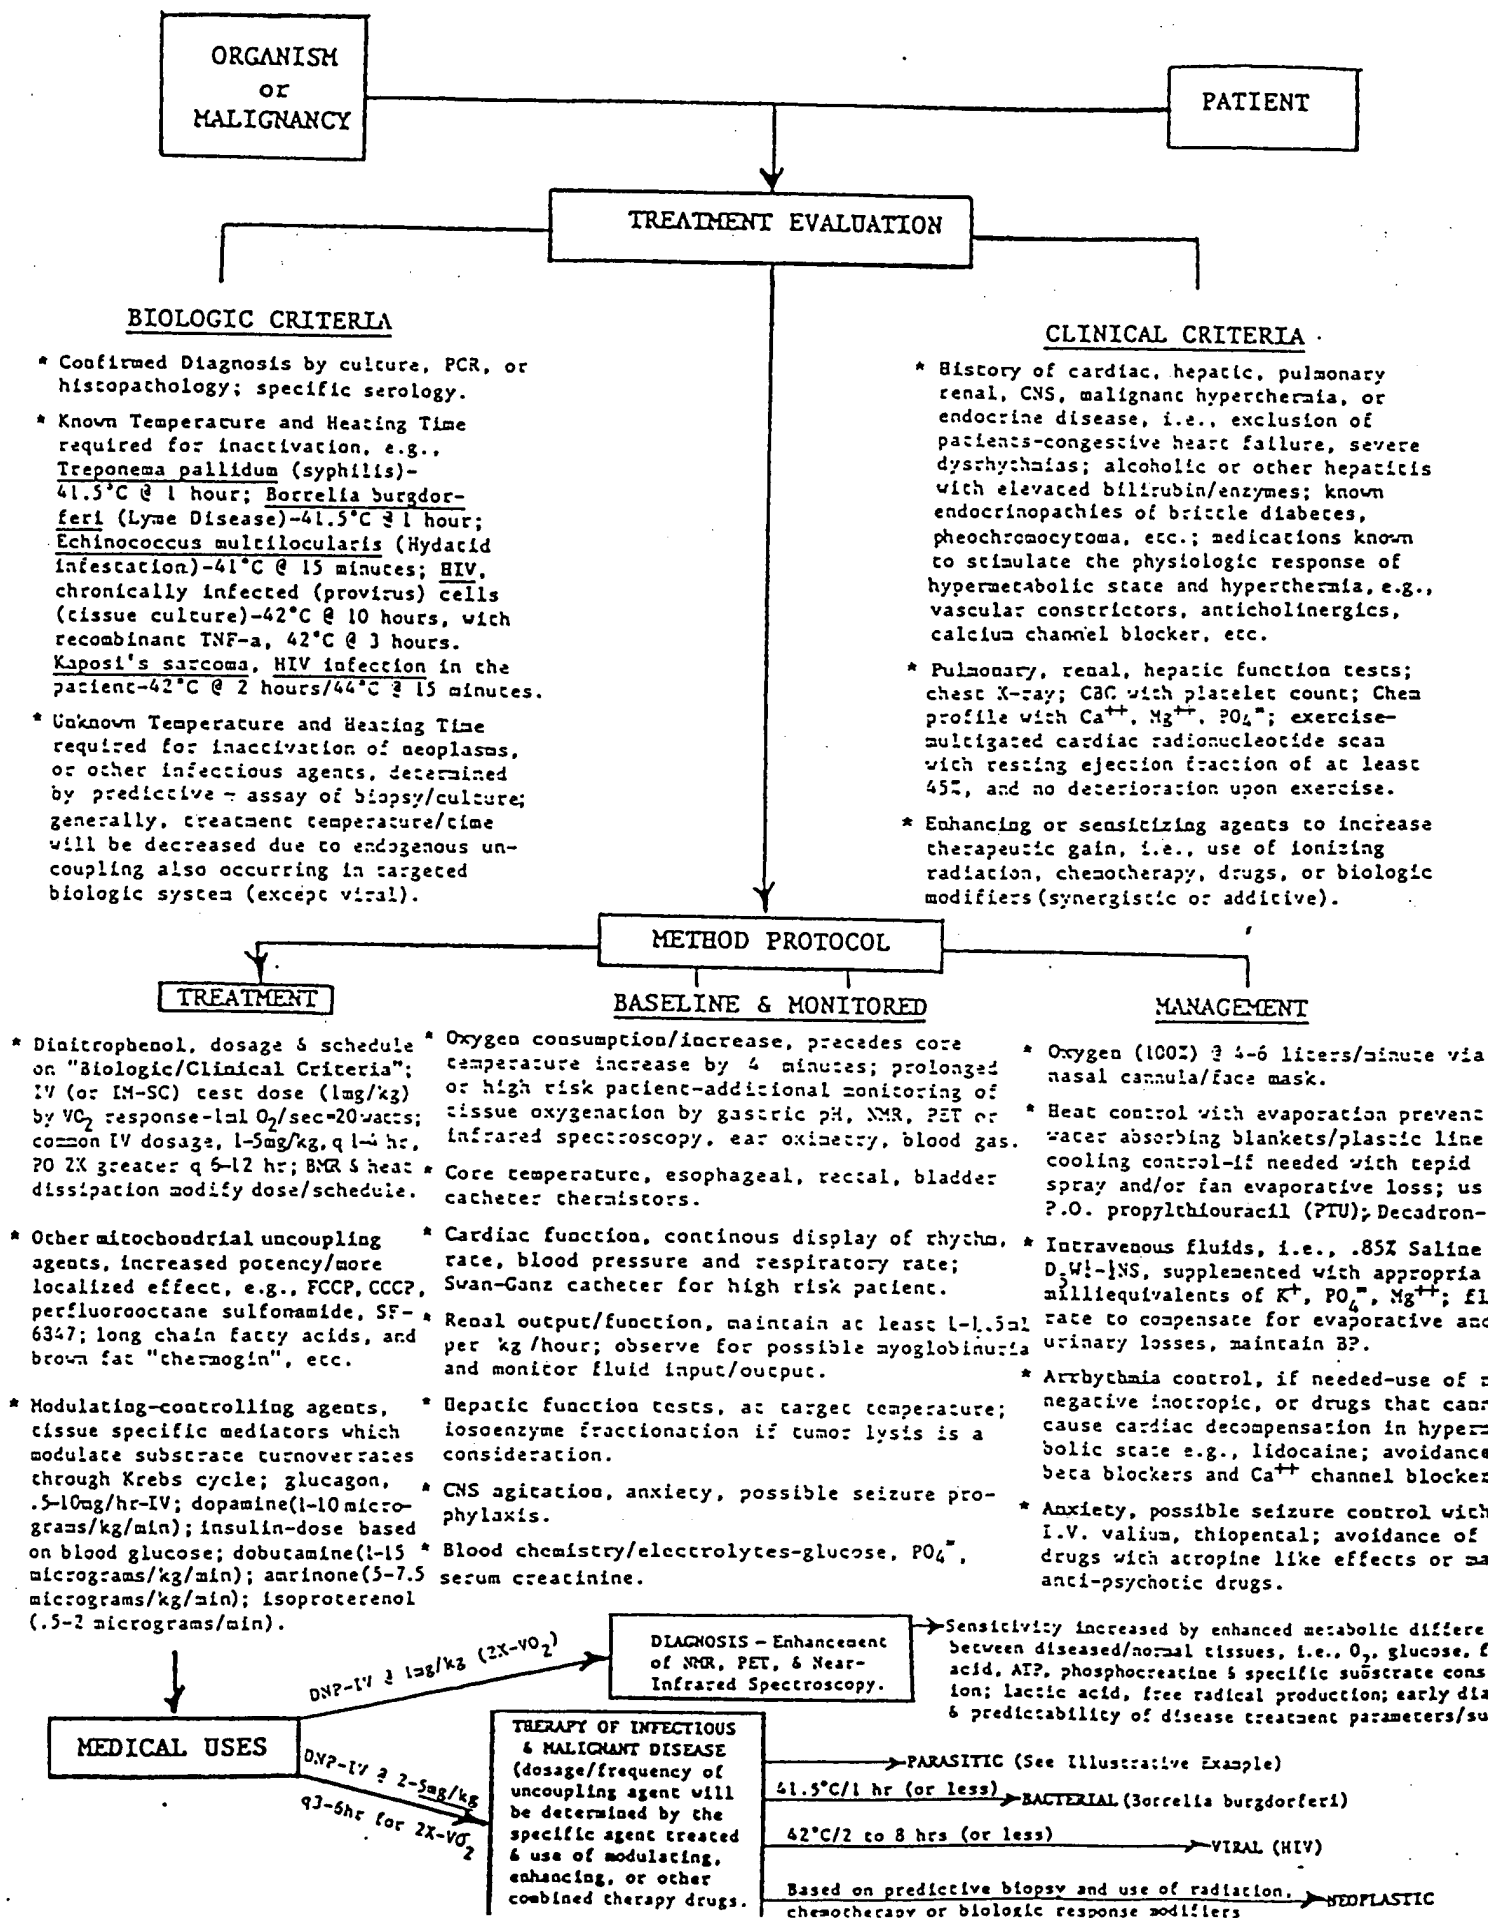 ORGANISM
or
MALIGNANCY
PATIENT
TREATMENT EVALUATION
BIOLOGIC CRITERIA
* Confirmed Diagnosis by culture, PCR, or
histopathology; specific serology.
* Known Temperature and Heating Time
required for inactivation, e.g.,
Treponema pallidum (syphilis)-
41.5°C @ 1 hour; Borrelia burgdor-
feri (Lyme Disease)-41.5°C @ 1 hour;
Echinococcus multilocularis (Hydatid
infestation)-41°C @ 15 minutes; HIV,
chronically infected (provirus) cells
(tissue culture)-42°C @ 10 hours, with
recombinant TNF-a, 42°C @ 3 hours.
Kaposi's sarcoma, HIV infection in the
patient-42°C @ 2 hours/44°C @ 15 minutes.
* Unknown Temperature and Heating Time
required for inactivation of neoplasms,
or other infectious agents, determined
by predictive - assay of biopsy/culture;
generally, treatment temperature/time
will be decreased due to endogenous un-
coupling also occurring in targeted
biologic system (except viral).
CLINICAL CRITERIA
* History of cardiac, hepatic, pulmonary
renal, CNS, malignant hyperthermia, or
endocrine disease, i.e., exclusion of
patients-congestive heart failure, severe
dysrhythmias; alcoholic or other hepatitis
with elevated bilirubin/enzymes; known
endocrinopathies of brittle diabetes,
pheochromocytoma, etc.; medications known
to stimulate the physiologic response of
hypermetabolic state and hyperthermia, e.g.,
vascular constrictors, anticholinergics,
calcium channel blocker, etc.
* Pulmonary, renal, hepatic function tests;
chest X-ray; CBC with platelet count; Chem
profile with Ca++, Mg++, PO4=; exercise-
multigated cardiac radionucleotide scan
with resting ejection fraction of at least
45%, and no deterioration upon exercise.
* Enhancing or sensitizing agents to increase
therapeutic gain, i.e., use of ionizing
radiation, chemotherapy, drugs, or biologic
modifiers (synergistic or additive).
METHOD PROTOCOL
TREATMENT
* Dinitrophenol, dosage & schedule
on "Biologic/Clinical Criteria";
IV (or IM-SC) test dose (1mg/kg)
by VO2 response-1ml O2/sec=20watts;
common IV dosage, 1-5mg/kg, q 1-4 hr,
PO 2X greater q 6-12 hr; BMR & heat
dissipation modify dose/schedule.
* Other mitochondrial uncoupling
agents, increased potency/more
localized effect, e.g., FCCP, CCCP,
perfluorooctane sulfonamide, SF-
6347; long chain fatty acids, and
brown fat "thermogin", etc.
* Modulating-controlling agents,
tissue specific mediators which
modulate substrate turnover rates
through Krebs cycle; glucagon,
.5-10mg/hr-IV; dopamine(1-10 micro-
grams/kg/min); insulin-dose based
on blood glucose; dobutamine(1-15
micrograms/kg/min); amrinone(5-7.5
micrograms/kg/min); isoproterenol
(.5-2 micrograms/min).
BASELINE & MONITORED
* Oxygen consumption/increase, precedes core
temperature increase by 4 minutes; prolonged
or high risk patient-additional monitoring of
tissue oxygenation by gastric pH, NMR, PET or
infrared spectroscopy, ear oximetry, blood gas.
* Core temperature, esophageal, rectal, bladder
catheter thermistors.
* Cardiac function, continous display of rhythm,
rate, blood pressure and respiratory rate;
Swan-Ganz catheter for high risk patient.
* Renal output/function, maintain at least 1-1.5ml
per kg/hour; observe for possible myoglobinuria
and monitor fluid input/output.
* Hepatic function tests, at target temperature;
iosoenzyme fractionation if tumor lysis is a
consideration.
* CNS agitation, anxiety, possible seizure pro-
phylaxis.
* Blood chemistry/electrolytes-glucose, PO4=,
serum creatinine.
MANAGEMENT
* Oxygen (100%) @ 4-6 liters/minute via
nasal cannula/face mask.
* Heat control with evaporation prevent
water absorbing blankets/plastic line
cooling control-if needed with tepid
spray and/or fan evaporative loss; us
P.O. propylthiouracil (PTU); Decadron-
* Intravenous fluids, i.e., .85% Saline
supplemented with appropria
milliequivalents of K+, PO4=, Mg++; fl
rate to compensate for evaporative and
urinary losses, maintain BP.
* Arrhythmia control, if needed-use of
negative inotropic, or drugs that cann
cause cardiac decompensation in hyperm
bolic state e.g., lidocaine; avoidance
beta blockers and Ca++ channel blocker
* Anxiety, possible seizure control with
I.V. valium, thiopental; avoidance of
drugs with atropine like effects or ma
anti-psychotic drugs.
MEDICAL USES
DNP-IV @ 1mg/kg (2X-VO2)
DIAGNOSIS - Enhancement
of NMR, PET, & Near-
Infrared Spectroscopy.
Sensitivity increased by enhanced metabolic differe
between diseased/normal tissues, i.e., O2, glucose, f
acid, ATP, phosphocreatine & specific substrate cons
ion; lactic acid, free radical production; early dia
& predictability of disease treatment parameters/su
DNP-IV @ 2-5mg/kg
q3-6hr for 2X-VO2
THERAPY OF INFECTIOUS
& MALIGNANT DISEASE
(dosage/frequency of
uncoupling agent will
be determined by the
specific agent treated
& use of modulating,
enhancing, or other
combined therapy drugs.
PARASITIC (See Illustrative Example)
41.5°C/1 hr (or less) BACTERIAL (Borrelia burgdorferi)
42°C/2 to 8 hrs (or less) VIRAL (HIV)
Based on predictive biopsy and use of radiation, NEOPLASTIC
chemotherapy or biologic response modifiers